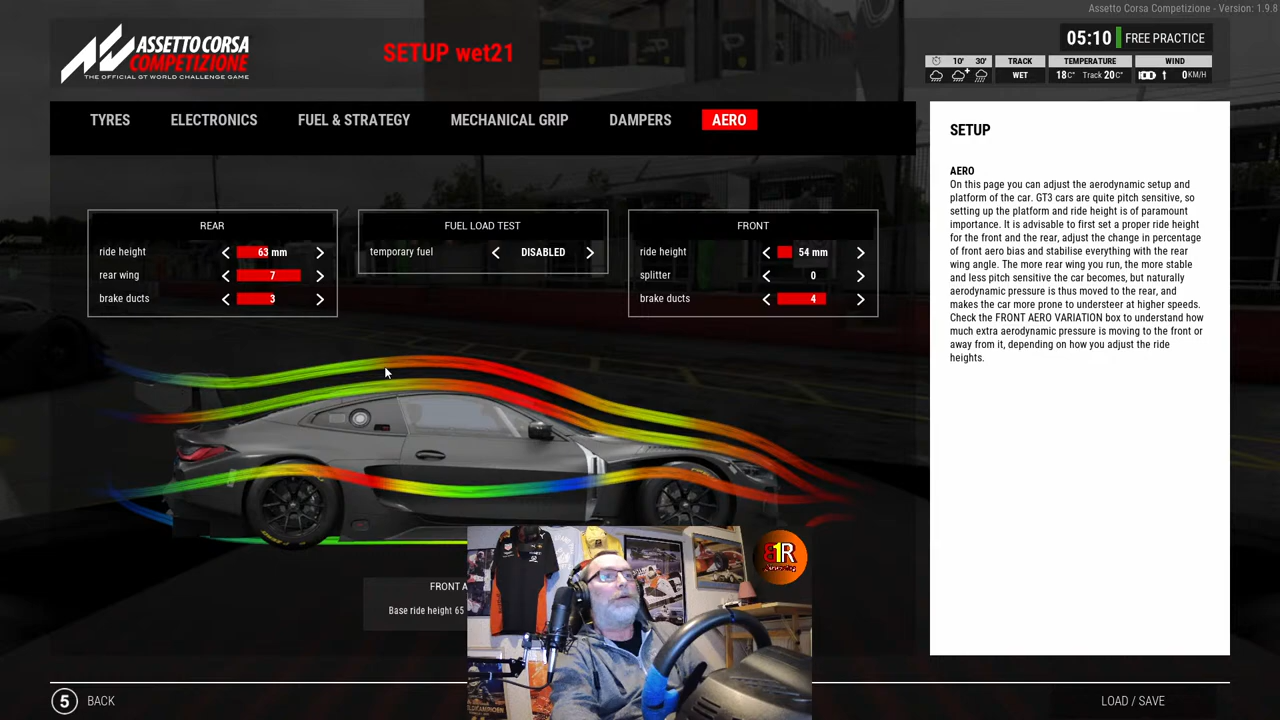 Assetto Corsa Competizione - Version: 1.9.8
ASSETTO CORSA
COMPETIZIONE
THE OFFICIAL GT WORLD CHALLENGE GAME
SETUP wet21
05:10 FREE PRACTICE
10' 30' TRACK TEMPERATURE WIND
WET 18C° Track 20C° 0KM/H
TYRES ELECTRONICS FUEL & STRATEGY MECHANICAL GRIP DAMPERS AERO
REAR
ride height 63 mm
rear wing 7
brake ducts 3
FUEL LOAD TEST
temporary fuel DISABLED
FRONT
ride height 54 mm
splitter 0
brake ducts 4
SETUP
AERO
On this page you can adjust the aerodynamic setup and
platform of the car. GT3 cars are quite pitch sensitive, so
setting up the platform and ride height is of paramount
importance. It is advisable to first set a proper ride height
for the front and the rear, adjust the change in percentage
of front aero bias and stabilise everything with the rear
wing angle. The more rear wing you run, the more stable
and less pitch sensitive the car becomes, but naturally
aerodynamic pressure is thus moved to the rear, and
makes the car more prone to understeer at higher speeds.
Check the FRONT AERO VARIATION box to understand how
much extra aerodynamic pressure is moving to the front or
away from it, depending on how you adjust the ride
heights.
FRONT A
Base ride height 65
B1R
5 BACK
LOAD / SAVE